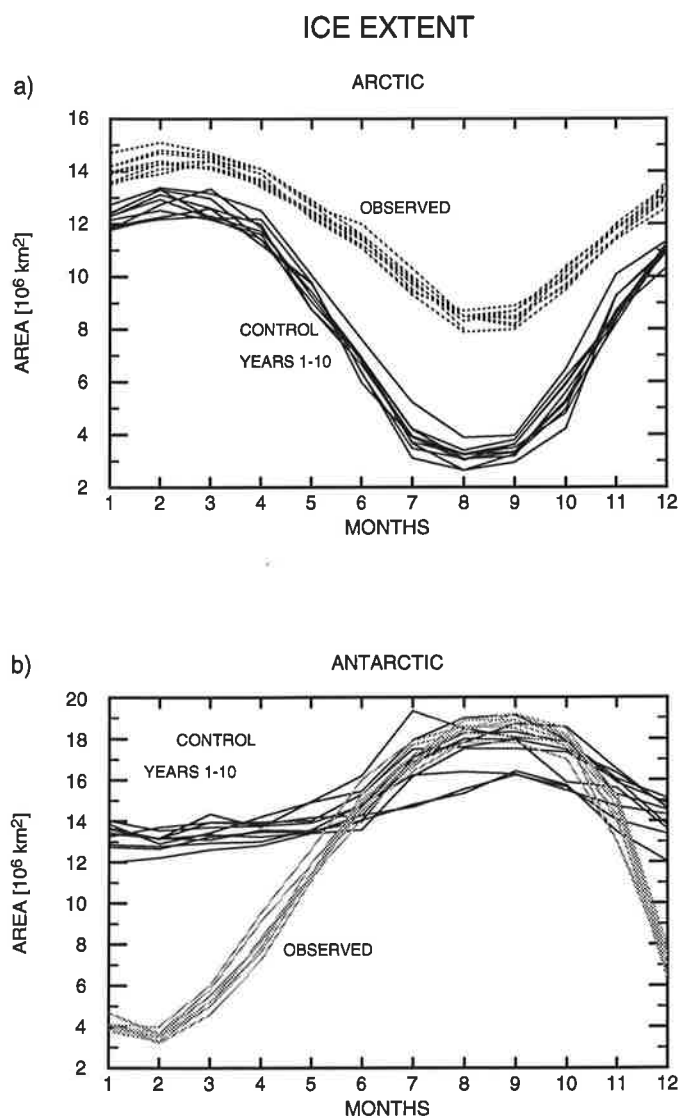 ICE EXTENT
a)
ARCTIC
16
14
12
10
8
6
4
2
AREA [10⁶ km²]
OBSERVED
CONTROL
YEARS 1-10
1 2 3 4 5 6 7 8 9 10 11 12
MONTHS
b)
ANTARCTIC
20
18
16
14
12
10
8
6
4
2
AREA [10⁶ km²]
CONTROL
YEARS 1-10
OBSERVED
1 2 3 4 5 6 7 8 9 10 11 12
MONTHS